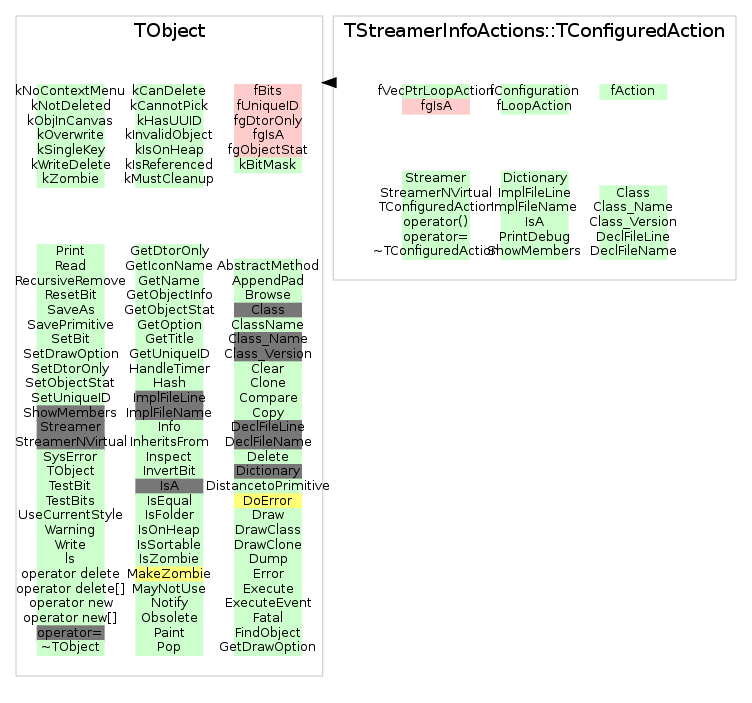 TObject
kNoContextMenu kCanDelete fBits
kNotDeleted kCannotPick fUniqueID
kObjInCanvas kHasUUID fgDtorOnly
kOverwrite kInvalidObject fgIsA
kSingleKey kIsOnHeap fgObjectStat
kWriteDelete kIsReferenced kBitMask
kZombie kMustCleanup
Print GetDtorOnly
Read GetIconName AbstractMethod
RecursiveRemove GetName AppendPad
ResetBit GetObjectInfo Browse
SaveAs GetObjectStat Class
SavePrimitive GetOption ClassName
SetBit GetTitle Class_Name
SetDrawOption GetUniqueID Class_Version
SetDtorOnly HandleTimer Clear
SetObjectStat Hash Clone
SetUniqueID ImplFileLine Compare
ShowMembers ImplFileName Copy
Streamer Info DeclFileLine
StreamerNVirtual InheritsFrom DeclFileName
SysError Inspect Delete
TObject InvertBit Dictionary
TestBit IsA DistancetoPrimitive
TestBits IsEqual DoError
UseCurrentStyle IsFolder Draw
Warning IsOnHeap DrawClass
Write IsSortable DrawClone
ls IsZombie Dump
operator delete MakeZombie Error
operator delete[] MayNotUse Execute
operator new Notify ExecuteEvent
operator new[] Obsolete Fatal
operator= Paint FindObject
~TObject Pop GetDrawOption
TStreamerInfoActions::TConfiguredAction
fVecPtrLoopAction fConfiguration fAction
fgIsA fLoopAction
Streamer Dictionary
StreamerNVirtual ImplFileLine Class
TConfiguredAction ImplFileName Class_Name
operator() IsA Class_Version
operator= PrintDebug DeclFileLine
~TConfiguredAction ShowMembers DeclFileName